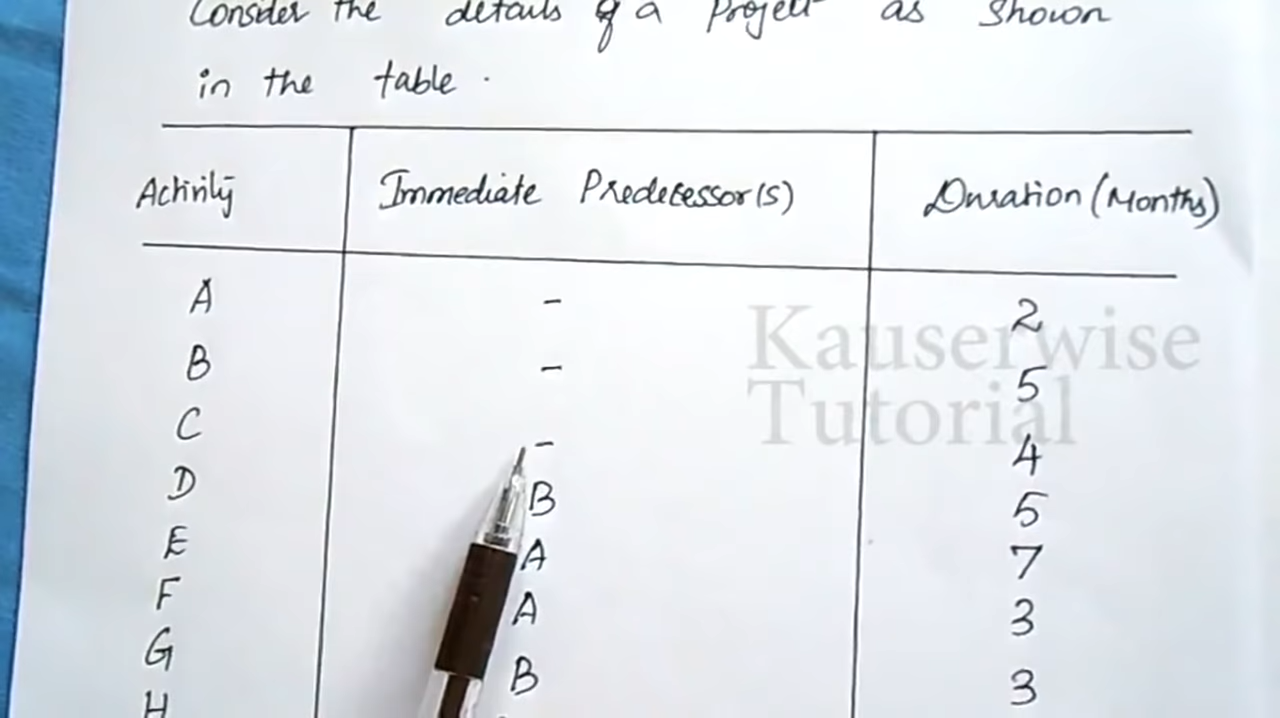 Consider the details of a Project as shown
in the table.
Activity Immediate Predecessor(s) Duration (Months)
A - 2
B - 5
C - 4
D B 5
E A 7
F A 3
G B 3
H
Kauserwise
Tutorial